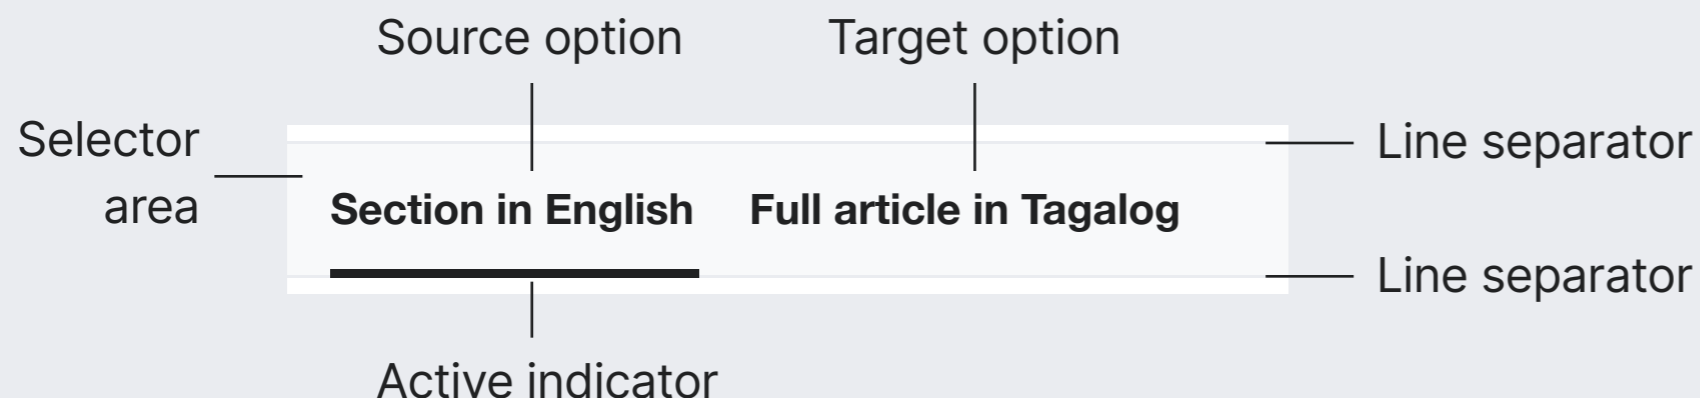 Source option
Target option
Selector
area
Line separator
Section in English
Full article in Tagalog
Line separator
Active indicator